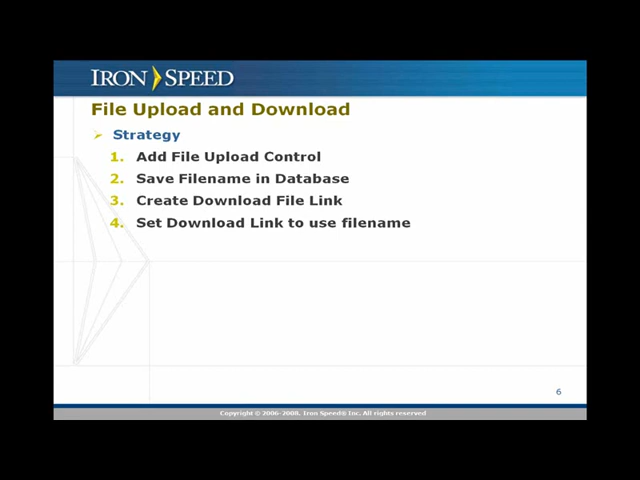 IRON SPEED
File Upload and Download
Strategy
1. Add File Upload Control
2. Save Filename in Database
3. Create Download File Link
4. Set Download Link to use filename
6
Copyright © 2006-2008. Iron Speed® Inc. All rights reserved